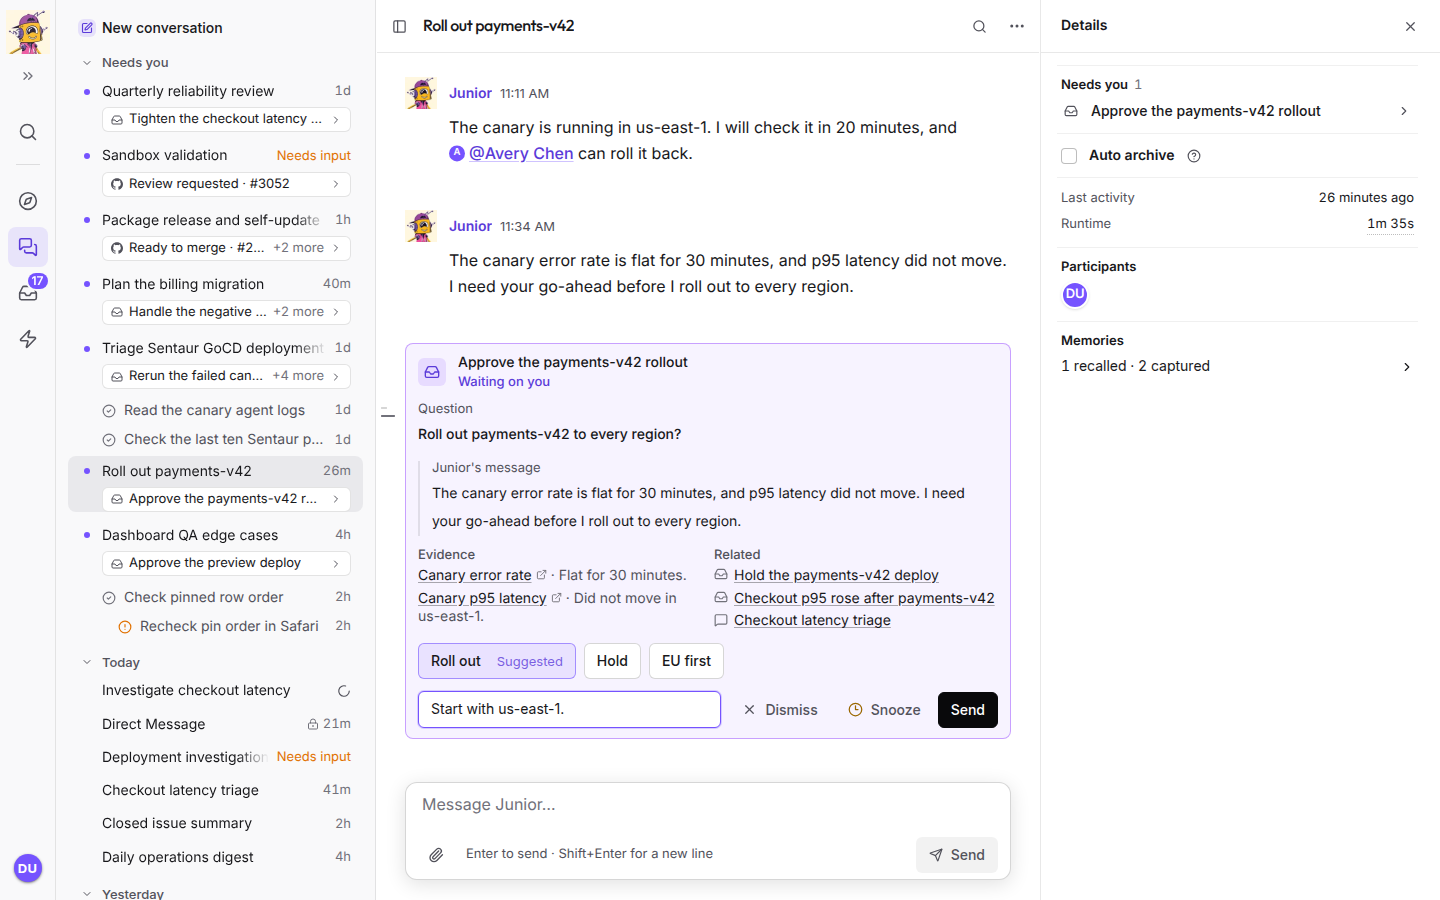 New conversation
Needs you
Quarterly reliability review 1d
Tighten the checkout latency ...
Sandbox validation Needs input
Review requested · #3052
Package release and self-update 1h
Ready to merge · #2... +2 more
17
Plan the billing migration 40m
Handle the negative ... +2 more
Triage Sentaur GoCD deployment 1d
Rerun the failed can... +4 more
Read the canary agent logs 1d
Check the last ten Sentaur p... 1d
Roll out payments-v42 26m
Approve the payments-v42 r...
Dashboard QA edge cases 4h
Approve the preview deploy
Check pinned row order 2h
Recheck pin order in Safari 2h
Today
Investigate checkout latency
Direct Message 21m
Deployment investigation Needs input
Checkout latency triage 41m
Closed issue summary 2h
Daily operations digest 4h
DU
Yesterday
Roll out payments-v42
Junior 11:11 AM
The canary is running in us-east-1. I will check it in 20 minutes, and
A @Avery Chen can roll it back.
Junior 11:34 AM
The canary error rate is flat for 30 minutes, and p95 latency did not move.
I need your go-ahead before I roll out to every region.
Approve the payments-v42 rollout
Waiting on you
Question
Roll out payments-v42 to every region?
Junior's message
The canary error rate is flat for 30 minutes, and p95 latency did not move. I need
your go-ahead before I roll out to every region.
Evidence
Canary error rate · Flat for 30 minutes.
Canary p95 latency · Did not move in
us-east-1.
Related
Hold the payments-v42 deploy
Checkout p95 rose after payments-v42
Checkout latency triage
Roll out Suggested Hold EU first
Start with us-east-1. Dismiss Snooze Send
Message Junior...
Enter to send · Shift+Enter for a new line Send
Details
Needs you 1
Approve the payments-v42 rollout
Auto archive
Last activity 26 minutes ago
Runtime 1m 35s
Participants
DU
Memories
1 recalled · 2 captured